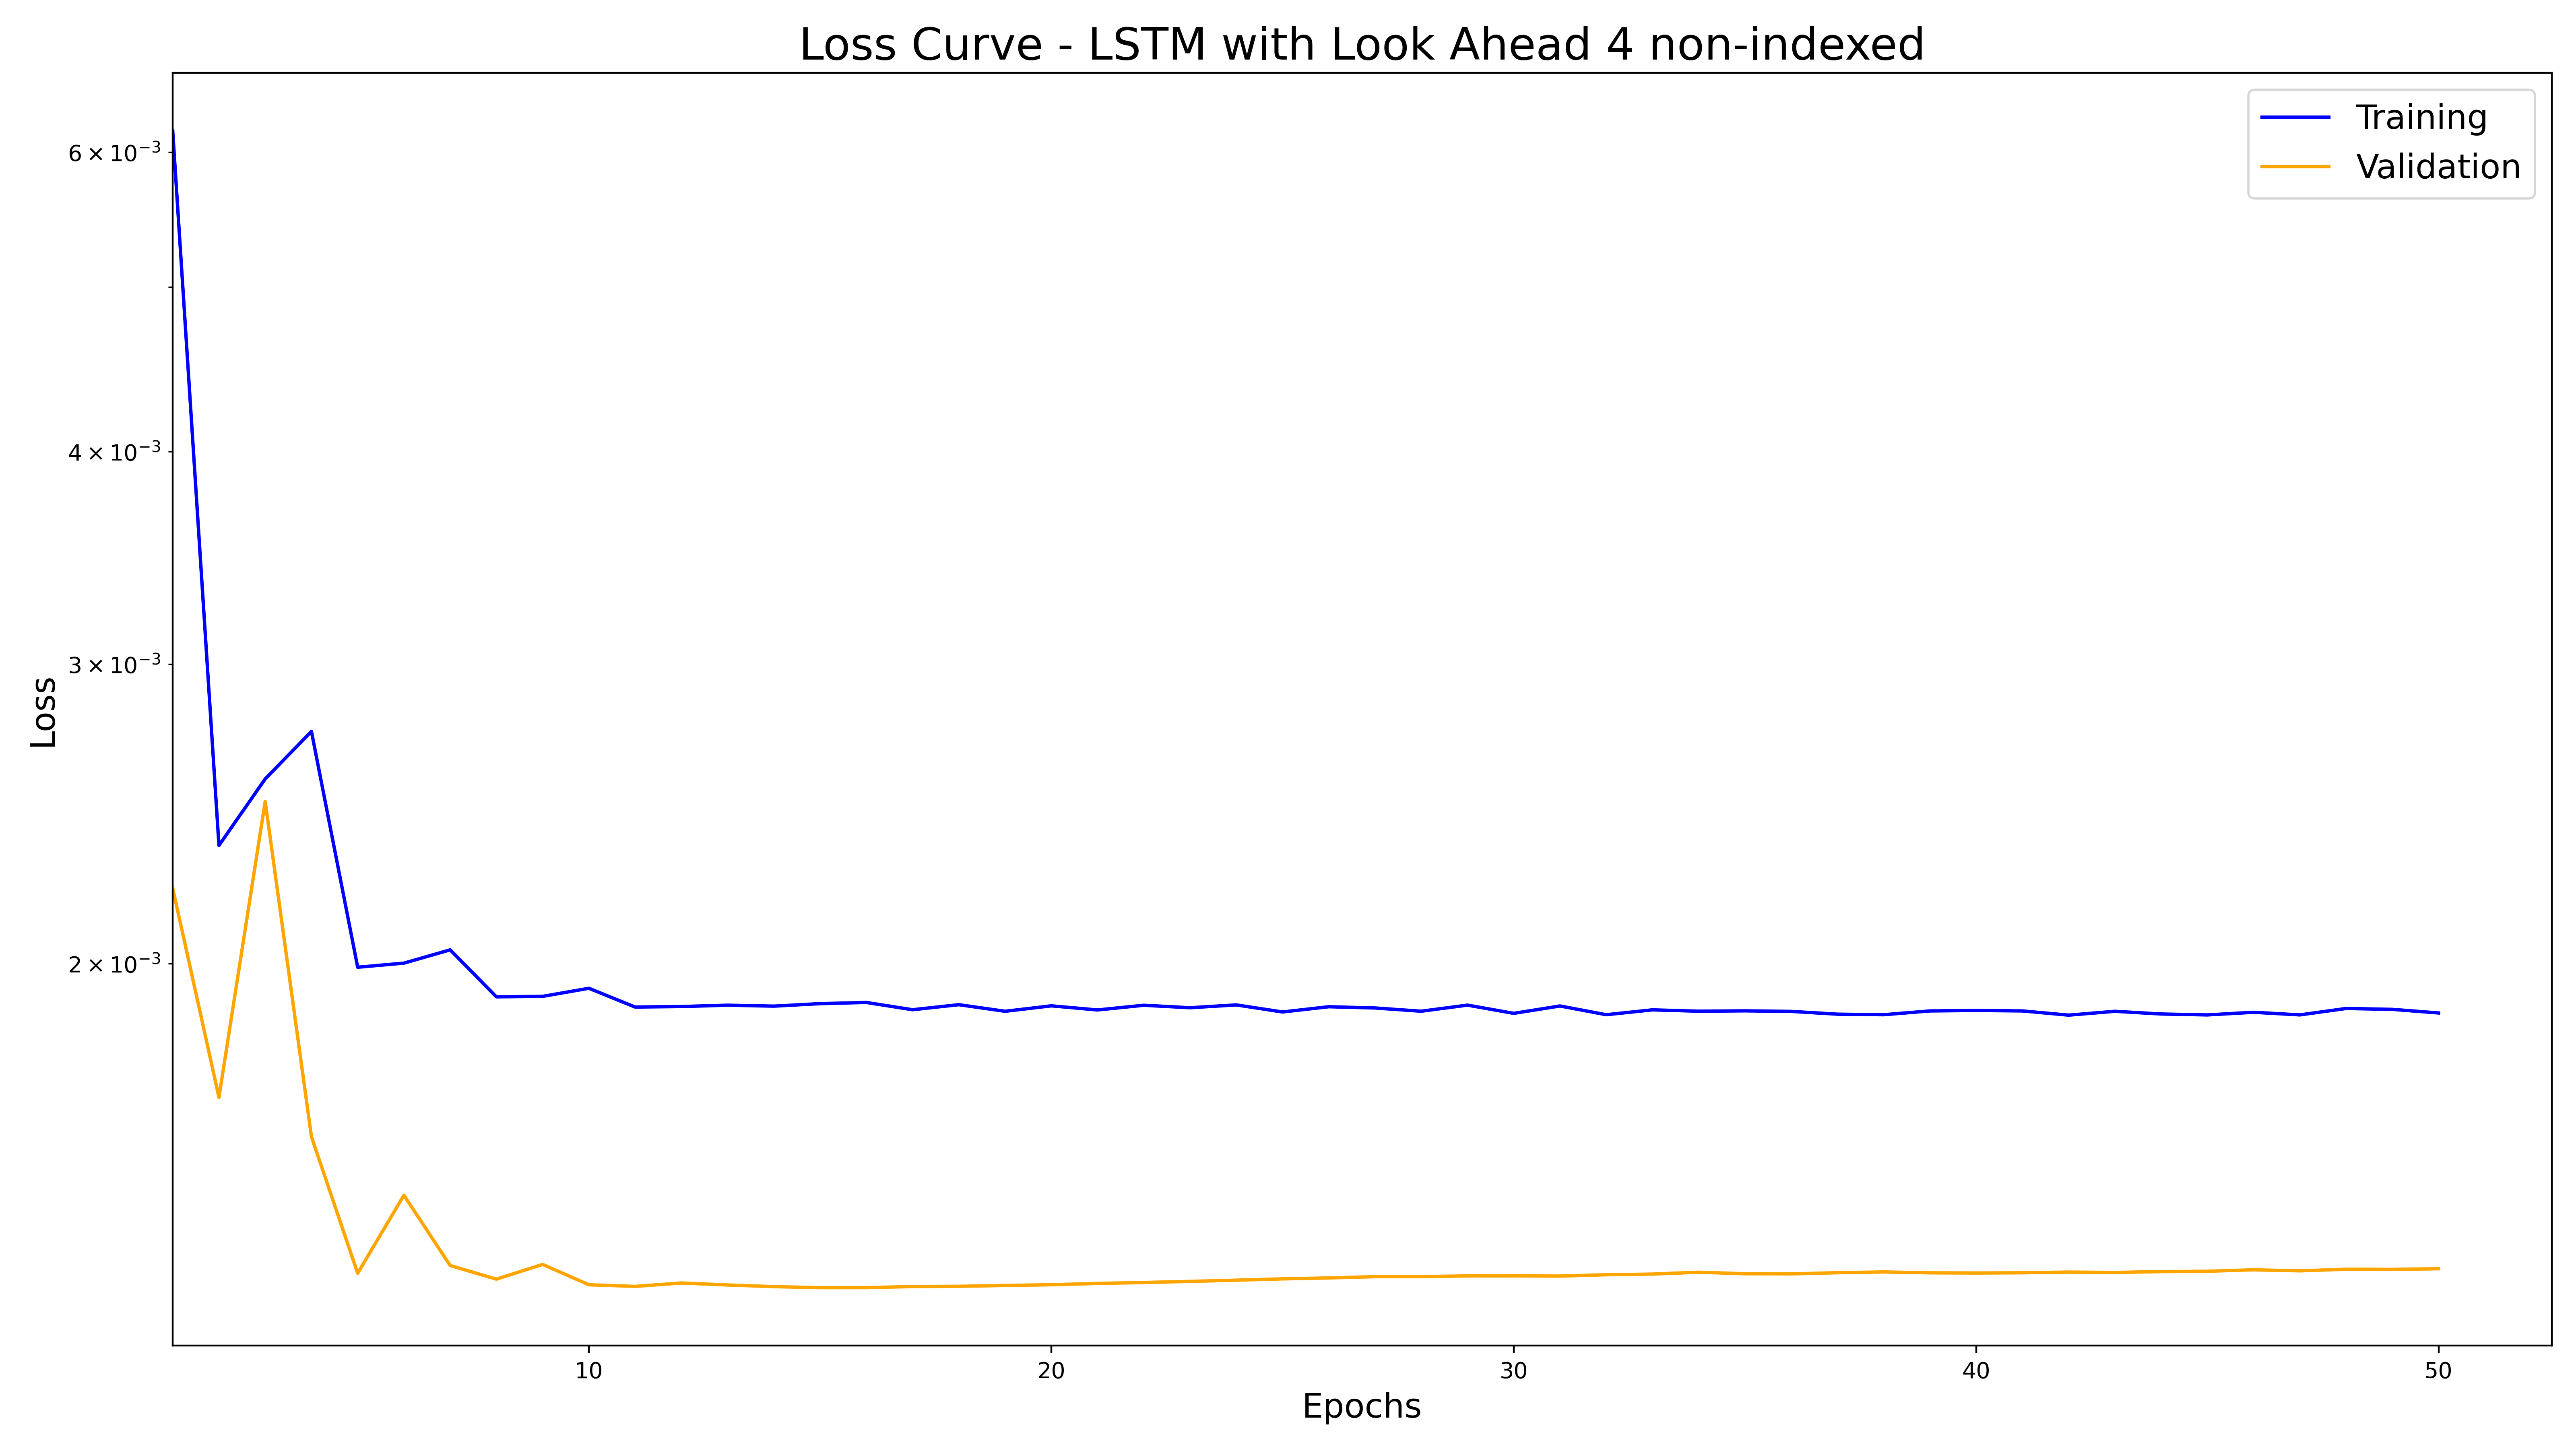 Loss Curve - LSTM with Look Ahead 4 non-indexed
Training
Validation
6 × 10⁻³
4 × 10⁻³
3 × 10⁻³
2 × 10⁻³
Loss
10 20 30 40 50
Epochs